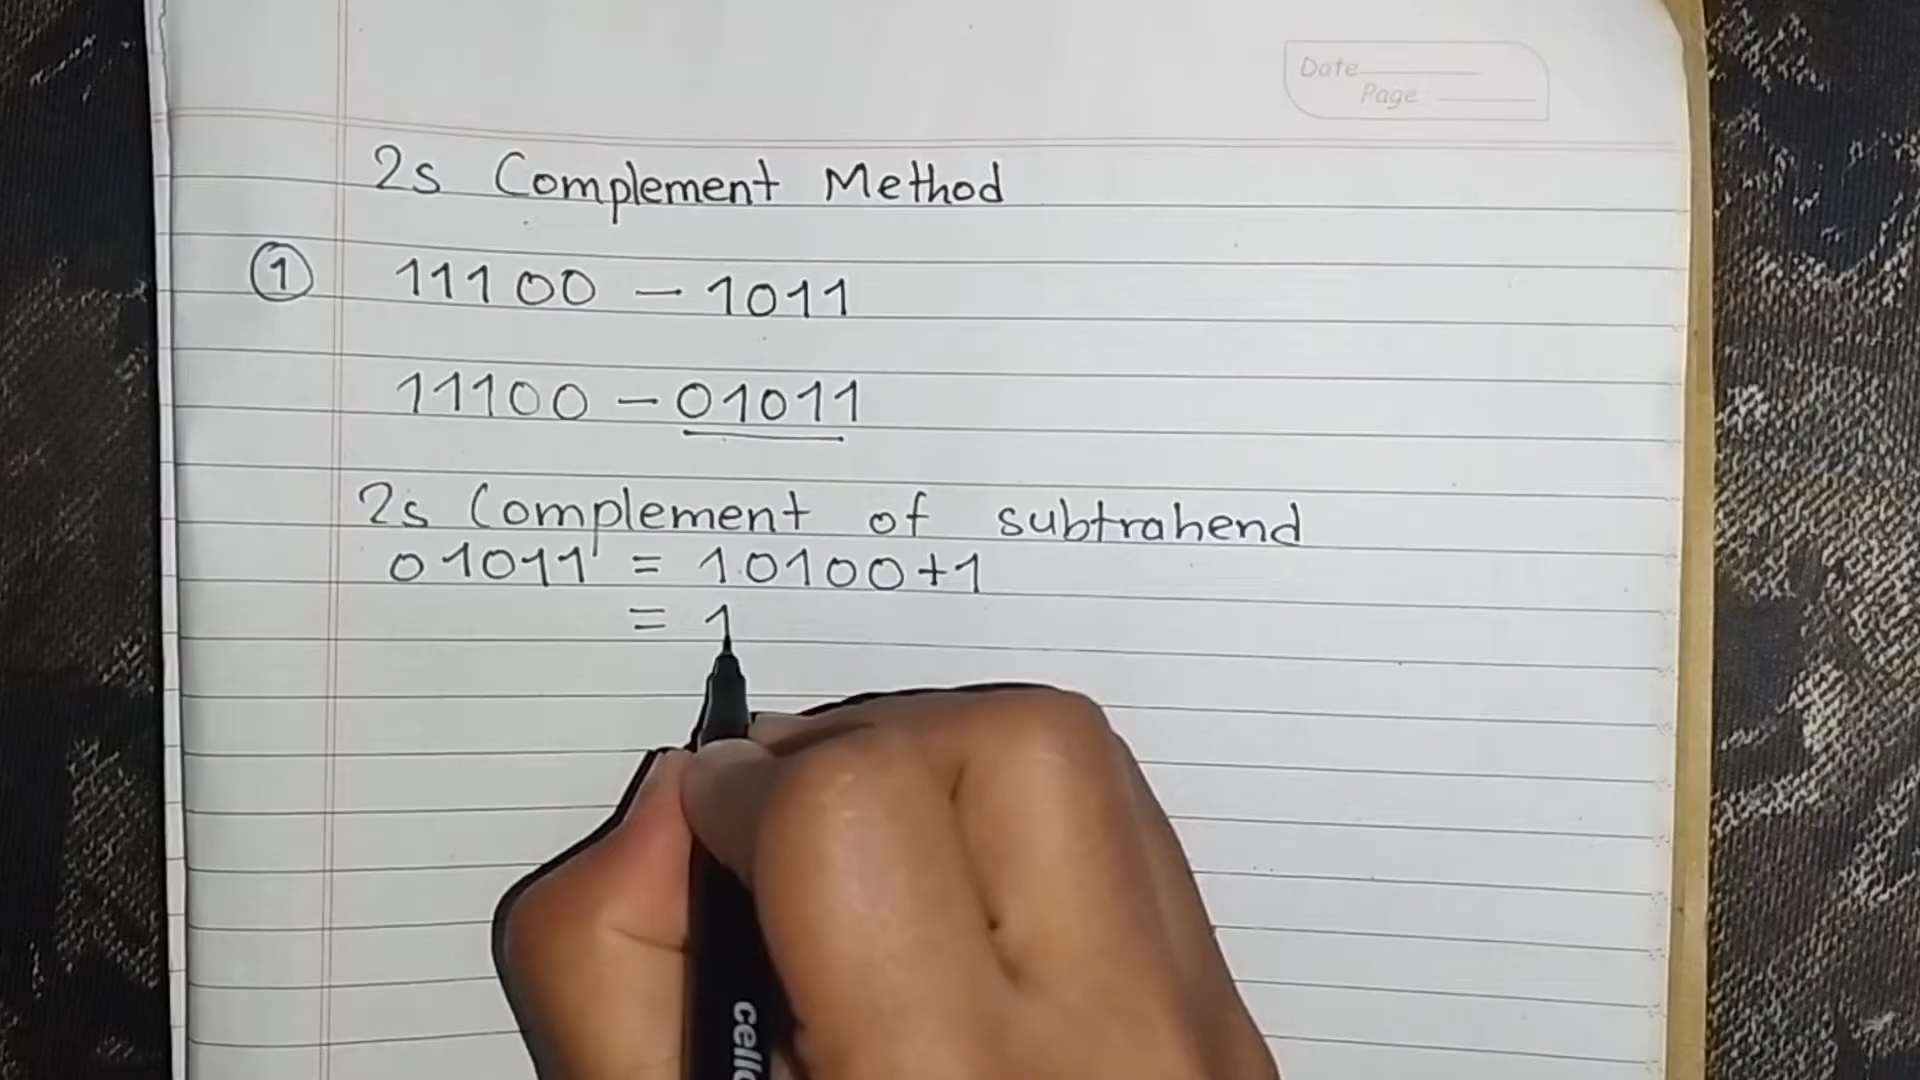 Date
Page
2s Complement Method
① 11100 - 1011
11100 - 01011
2s Complement of subtrahend
01011 = 10100+1
= 1
cello